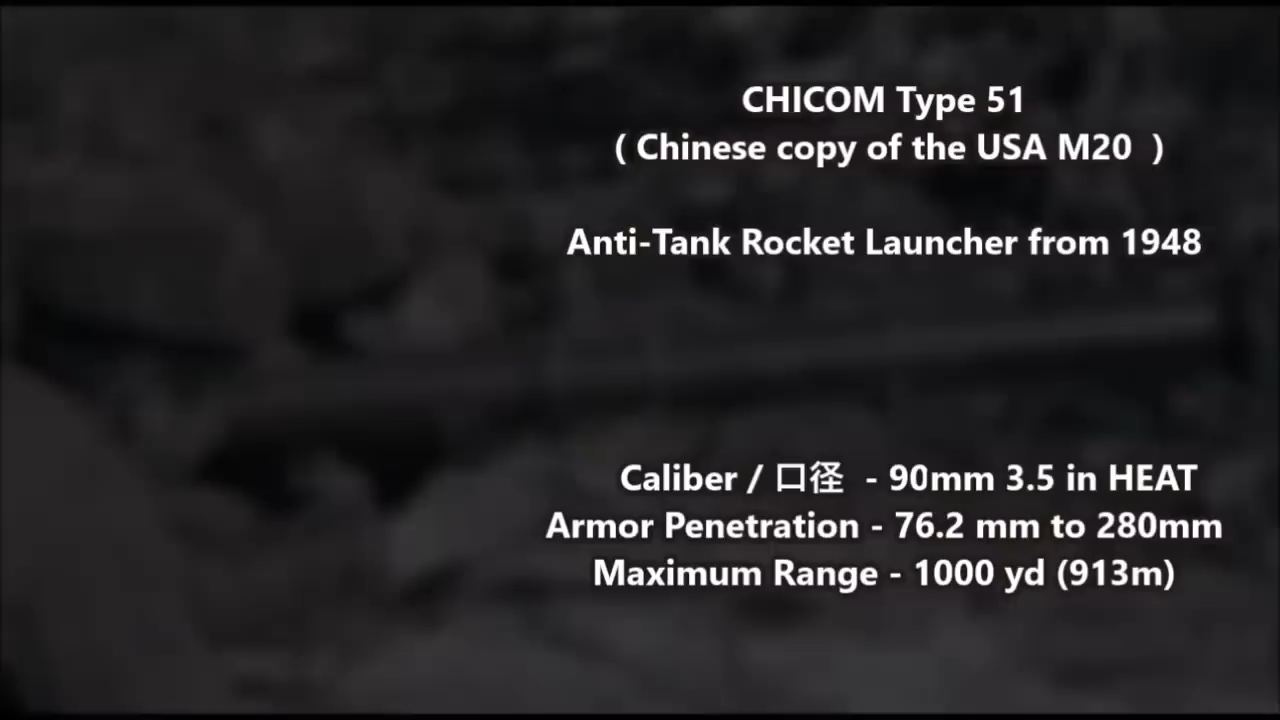 CHICOM Type 51
( Chinese copy of the USA M20 )
Anti-Tank Rocket Launcher from 1948
Caliber / 口径 - 90mm 3.5 in HEAT
Armor Penetration - 76.2 mm to 280mm
Maximum Range - 1000 yd (913m)